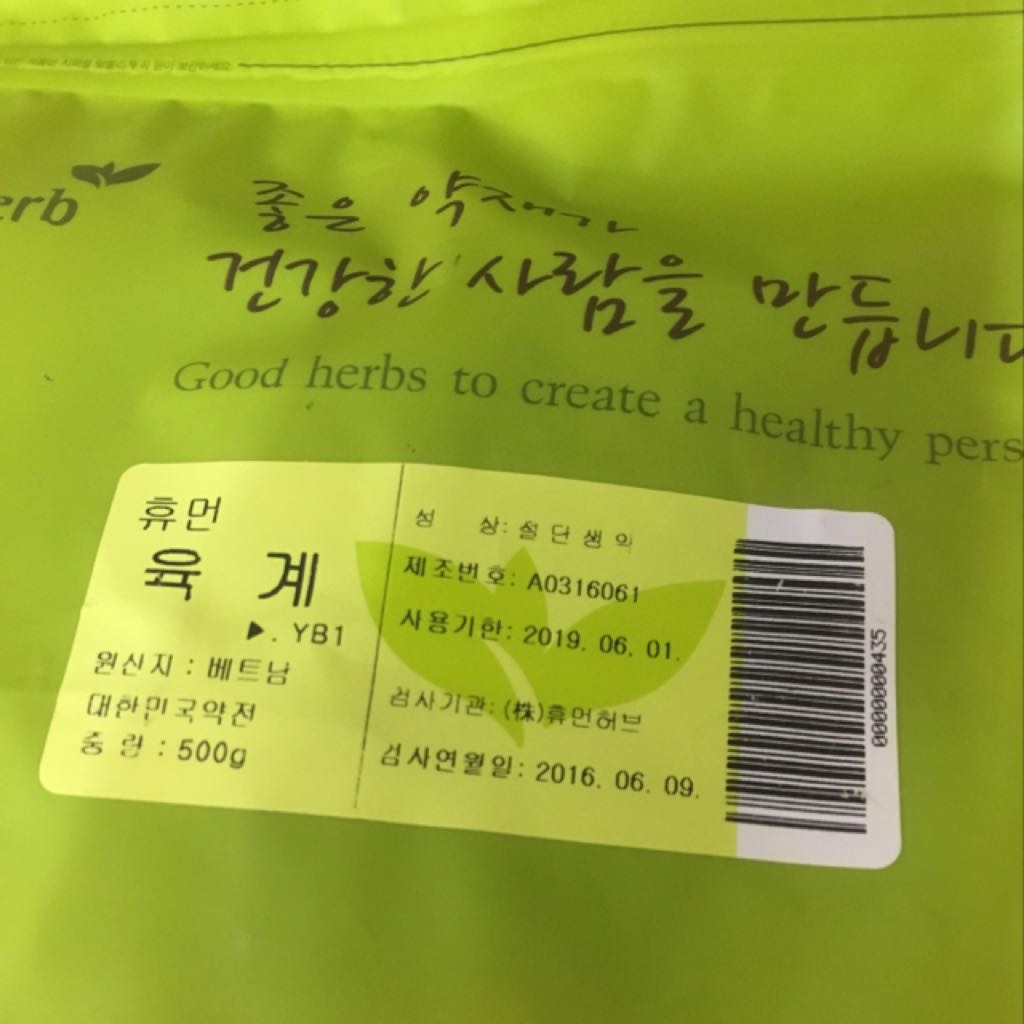 erb
좋은 약재가
건강한 사람을 만듭니다
Good herbs to create a healthy pers
휴먼
육 계
▶. YB1
원산지 : 베트남
대한민국약전
중 량 : 500g
성 상: 절단생약
제조번호: A0316061
사용기한: 2019. 06. 01.
검사기관: (株)휴먼허브
검사연월일: 2016. 06. 09.
0000000435